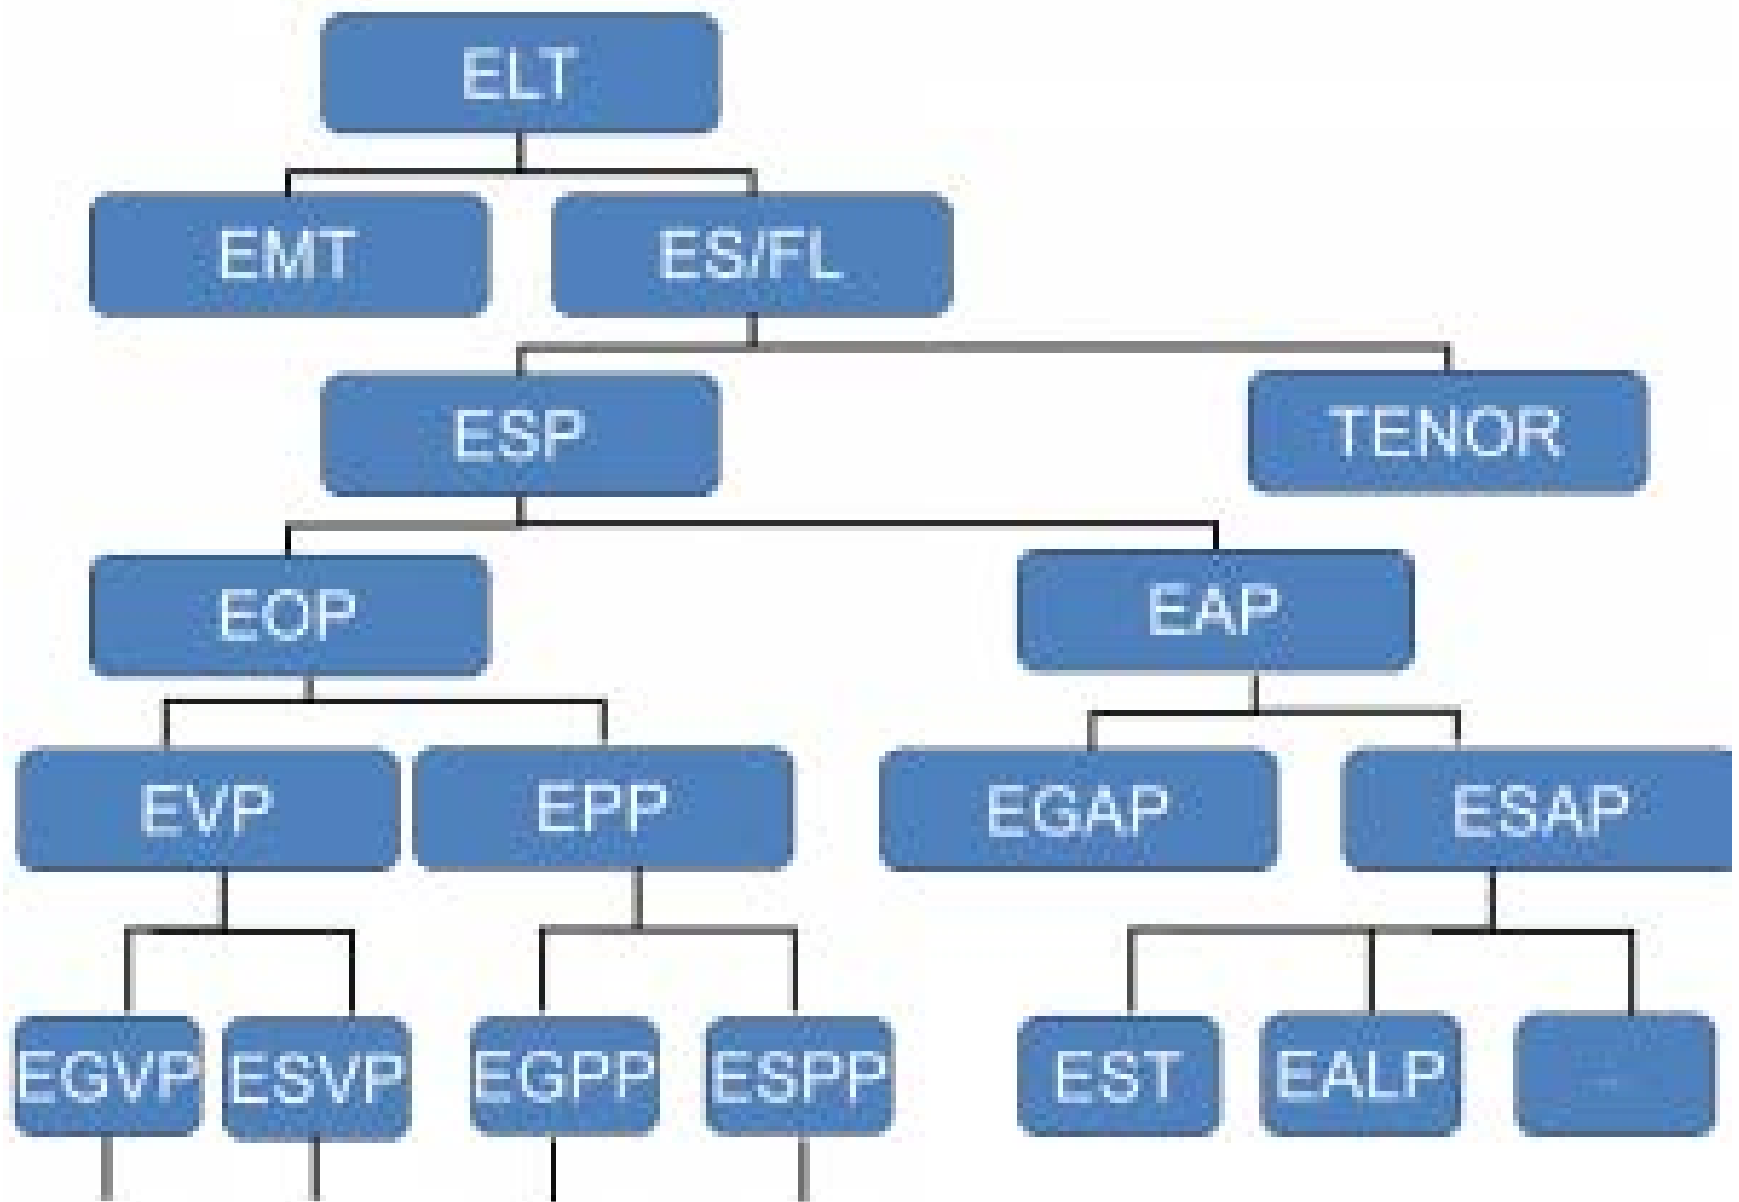 ELT
EMT ES/FL
ESP TENOR
EOP EAP
EVP EPP EGAP ESAP
EGVP ESVP EGPP ESPP EST EALP